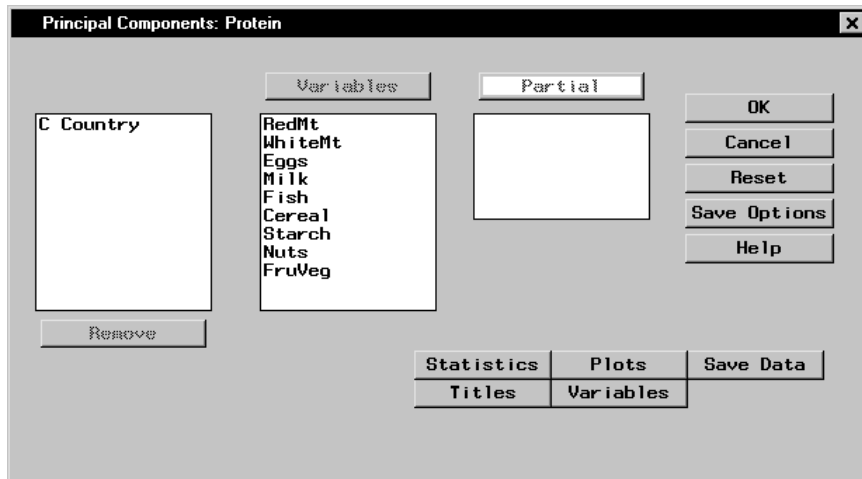 Principal Components: Protein
Variables
Partial
C Country
RedMt
WhiteMt
Eggs
Milk
Fish
Cereal
Starch
Nuts
FruVeg
OK
Cancel
Reset
Save Options
Help
Remove
Statistics
Plots
Save Data
Titles
Variables